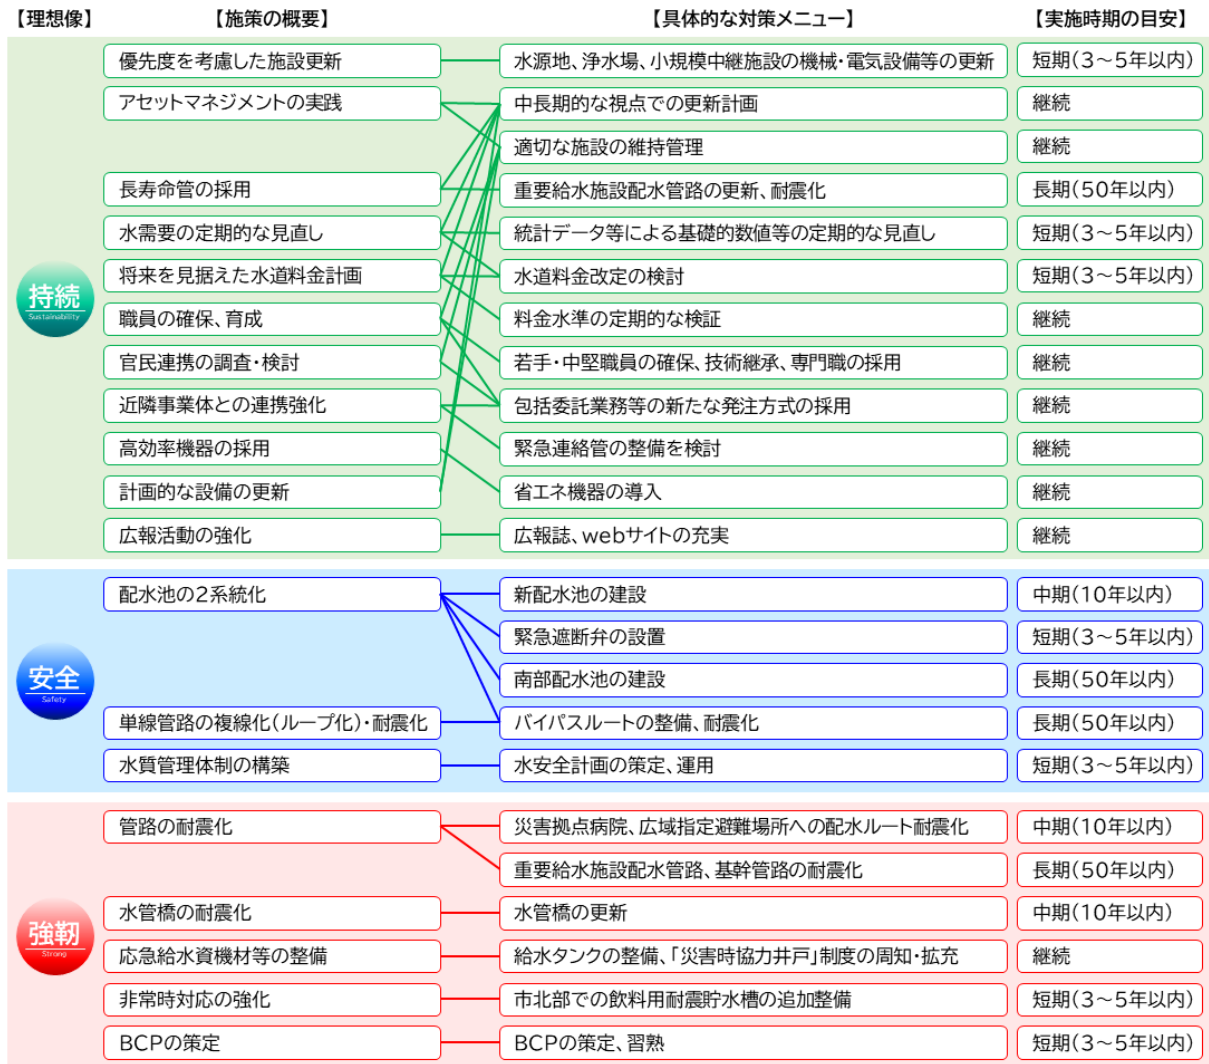 【理想像】 【施策の概要】 【具体的な対策メニュー】 【実施時期の目安】
持続
Sustainability
優先度を考慮した施設更新 水源地、浄水場、小規模中継施設の機械・電気設備等の更新 短期(3～5年以内)
アセットマネジメントの実践 中長期的な視点での更新計画 継続
適切な施設の維持管理 継続
長寿命管の採用 重要給水施設配水管路の更新、耐震化 長期(50年以内)
水需要の定期的な見直し 統計データ等による基礎的数値等の定期的な見直し 短期(3～5年以内)
将来を見据えた水道料金計画 水道料金改定の検討 短期(3～5年以内)
職員の確保、育成 料金水準の定期的な検証 継続
官民連携の調査・検討 若手・中堅職員の確保、技術継承、専門職の採用 継続
近隣事業体との連携強化 包括委託業務等の新たな発注方式の採用 継続
高効率機器の採用 緊急連絡管の整備を検討 継続
計画的な設備の更新 省エネ機器の導入 継続
広報活動の強化 広報誌、webサイトの充実 継続
安全
Safety
配水池の2系統化 新配水池の建設 中期(10年以内)
緊急遮断弁の設置 短期(3～5年以内)
南部配水池の建設 長期(50年以内)
単線管路の複線化(ループ化)・耐震化 バイパスルートの整備、耐震化 長期(50年以内)
水質管理体制の構築 水安全計画の策定、運用 短期(3～5年以内)
強靭
Strong
管路の耐震化 災害拠点病院、広域指定避難場所への配水ルート耐震化 中期(10年以内)
重要給水施設配水管路、基幹管路の耐震化 長期(50年以内)
水管橋の耐震化 水管橋の更新 中期(10年以内)
応急給水資機材等の整備 給水タンクの整備、「災害時協力井戸」制度の周知・拡充 継続
非常時対応の強化 市北部での飲料用耐震貯水槽の追加整備 短期(3～5年以内)
BCPの策定 BCPの策定、習熟 短期(3～5年以内)